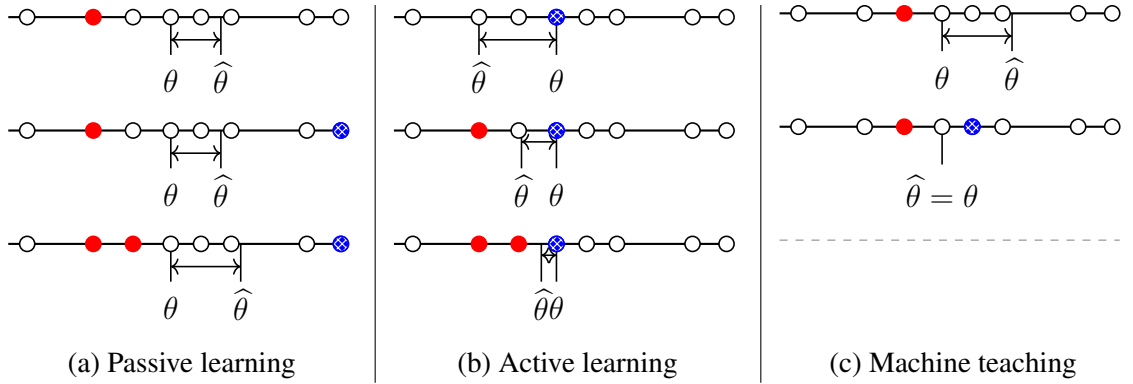 θ θ̂
θ θ̂
θ θ̂
(a) Passive learning
θ̂ θ
θ̂ θ
θ̂ θ
(b) Active learning
θ θ̂
θ̂ = θ
(c) Machine teaching